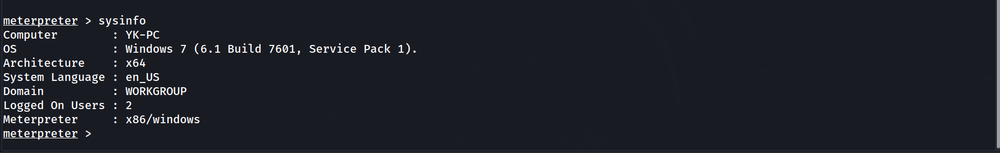 meterpreter > sysinfo
Computer        : YK-PC
OS              : Windows 7 (6.1 Build 7601, Service Pack 1).
Architecture    : x64
System Language : en_US
Domain          : WORKGROUP
Logged On Users : 2
Meterpreter     : x86/windows
meterpreter >